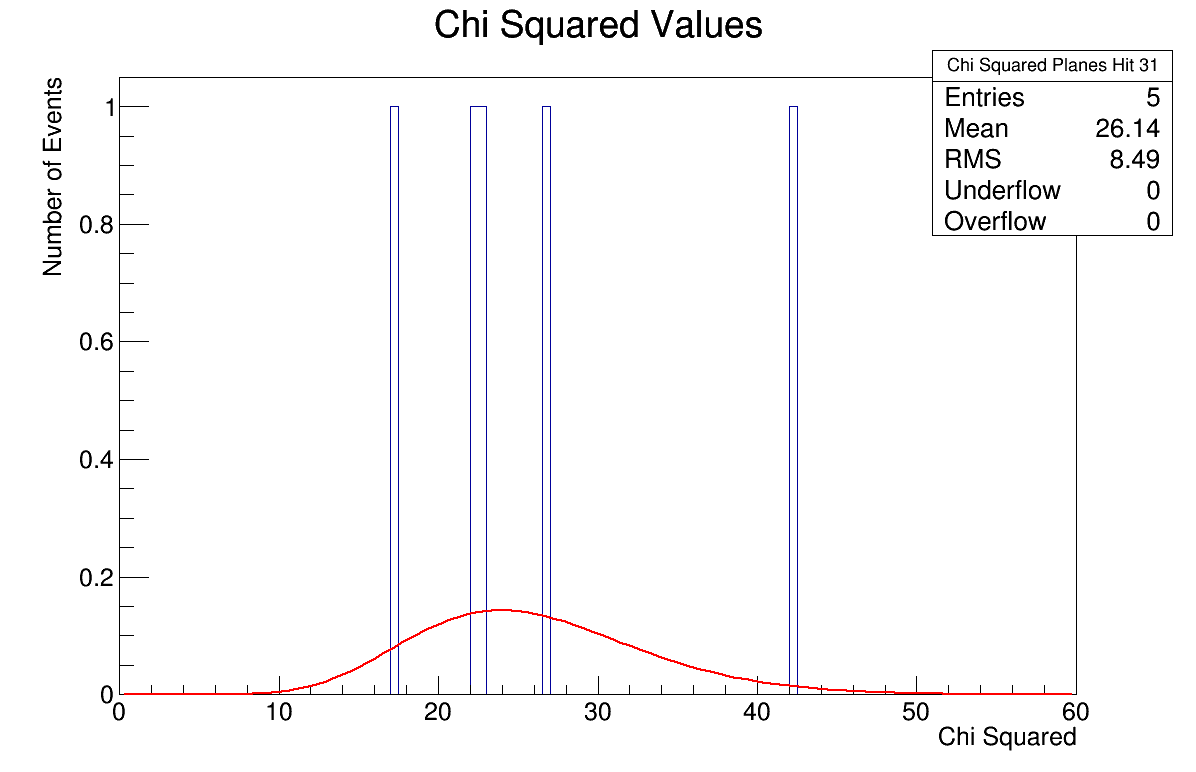 Chi Squared Values
Chi Squared Planes Hit 31
Entries 5
Mean 26.14
RMS 8.49
Underflow 0
Overflow 0
Number of Events
1
0.8
0.6
0.4
0.2
0
0 10 20 30 40 50 60
Chi Squared